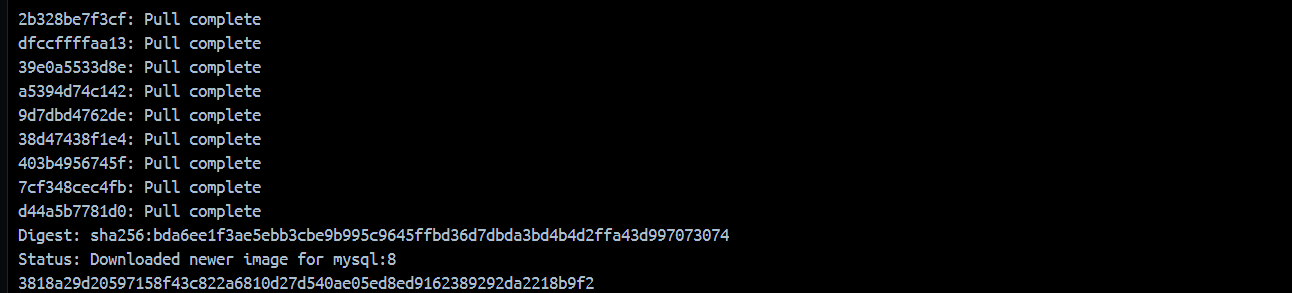 2b328be7f3cf: Pull complete
dfccffffaa13: Pull complete
39e0a5533d8e: Pull complete
a5394d74c142: Pull complete
9d7dbd4762de: Pull complete
38d47438f1e4: Pull complete
403b4956745f: Pull complete
7cf348cec4fb: Pull complete
d44a5b7781d0: Pull complete
Digest: sha256:bda6ee1f3ae5ebb3cbe9b995c9645ffbd36d7dbda3bd4b4d2ffa43d997073074
Status: Downloaded newer image for mysql:8
3818a29d20597158f43c822a6810d27d540ae05ed8ed9162389292da2218b9f2